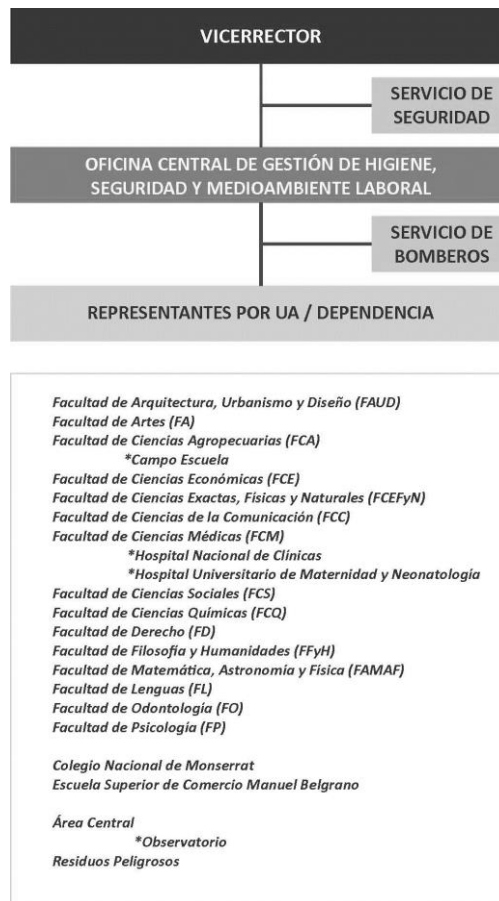 VICERRECTOR
SERVICIO DE
SEGURIDAD
OFICINA CENTRAL DE GESTIÓN DE HIGIENE,
SEGURIDAD Y MEDIOAMBIENTE LABORAL
SERVICIO DE
BOMBEROS
REPRESENTANTES POR UA / DEPENDENCIA
Facultad de Arquitectura, Urbanismo y Diseño (FAUD)
Facultad de Artes (FA)
Facultad de Ciencias Agropecuarias (FCA)
*Campo Escuela
Facultad de Ciencias Económicas (FCE)
Facultad de Ciencias Exactas, Físicas y Naturales (FCEFyN)
Facultad de Ciencias de la Comunicación (FCC)
Facultad de Ciencias Médicas (FCM)
*Hospital Nacional de Clínicas
*Hospital Universitario de Maternidad y Neonatología
Facultad de Ciencias Sociales (FCS)
Facultad de Ciencias Químicas (FCQ)
Facultad de Derecho (FD)
Facultad de Filosofía y Humanidades (FFyH)
Facultad de Matemática, Astronomía y Física (FAMAF)
Facultad de Lenguas (FL)
Facultad de Odontología (FO)
Facultad de Psicología (FP)
Colegio Nacional de Monserrat
Escuela Superior de Comercio Manuel Belgrano
Área Central
*Observatorio
Residuos Peligrosos